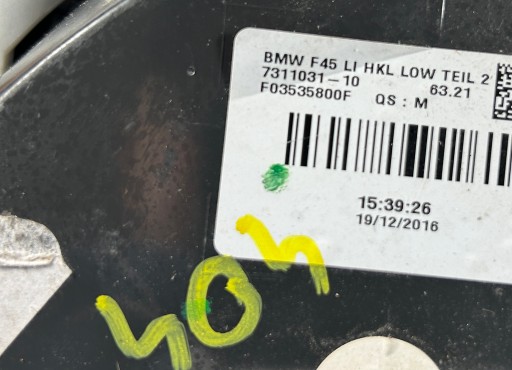 BMW F45 LI HKL LOW TEIL 2
7311031-10 63.21
F03535800F QS : M
15:39:26
19/12/2016